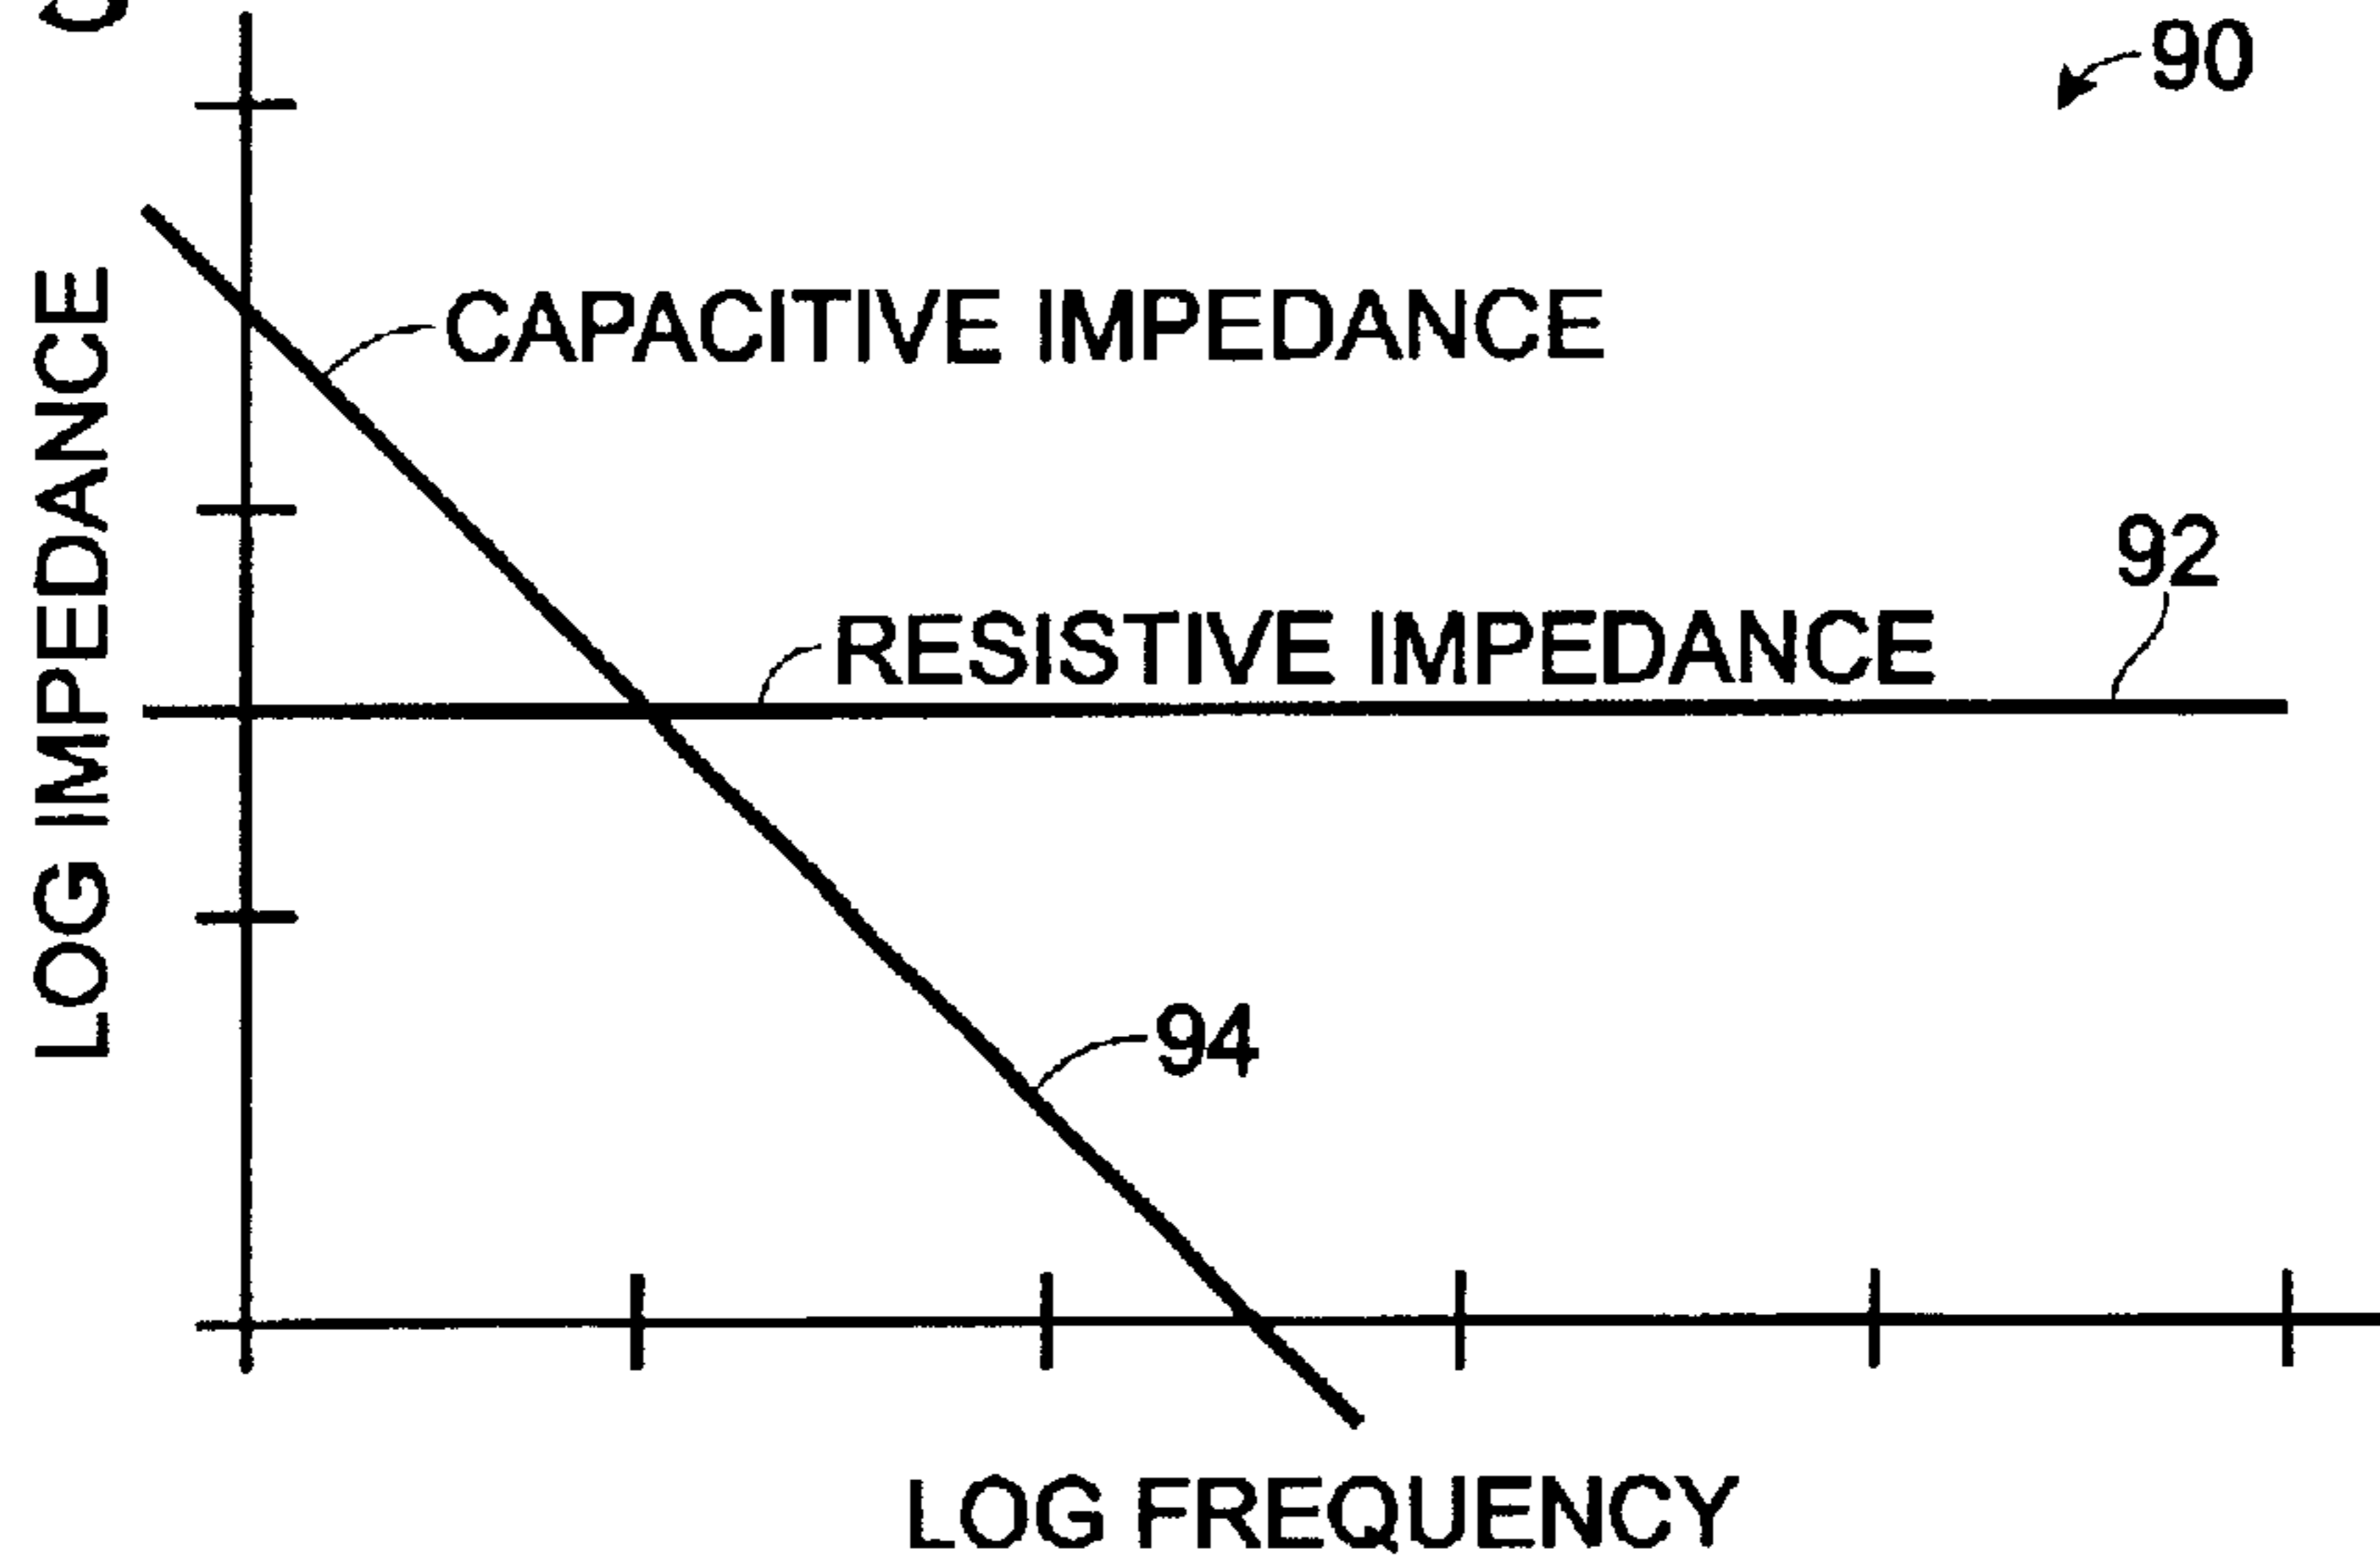 90
CAPACITIVE IMPEDANCE
92
RESISTIVE IMPEDANCE
LOG IMPEDANCE
94
LOG FREQUENCY